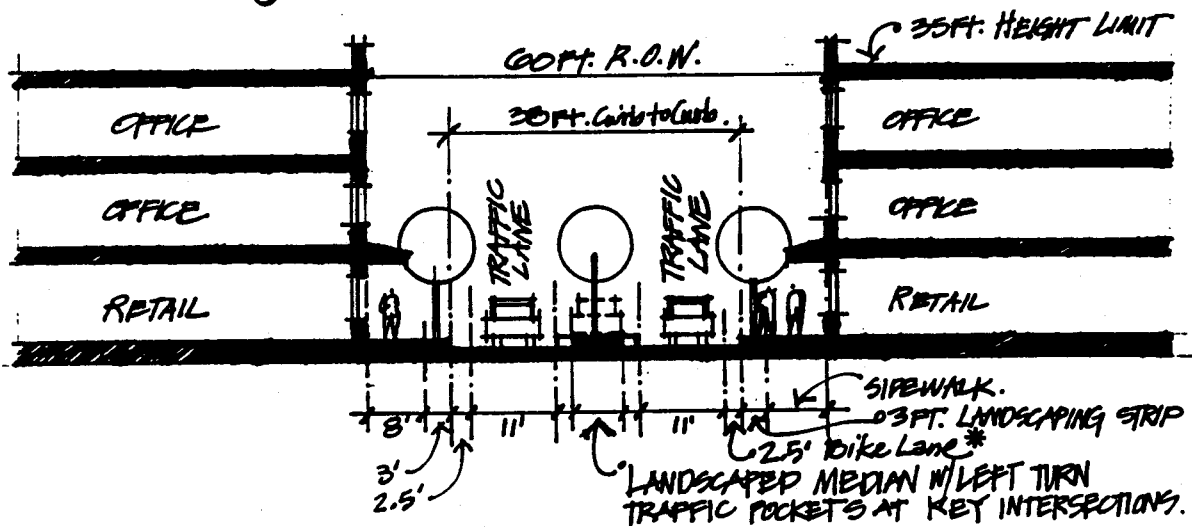 35FT. HEIGHT LIMIT
60FT. R.O.W.
38FT. Curb to Curb.
OFFICE
OFFICE
OFFICE
OFFICE
TRAFFIC
LANE
TRAFFIC
LANE
RETAIL
RETAIL
SIDEWALK.
8'
11'
11'
3FT. LANDSCAPING STRIP
3'
2.5' Bike Lane*
2.5'
LANDSCAPED MEDIAN W/LEFT TURN
TRAFFIC POCKETS AT KEY INTERSECTIONS.